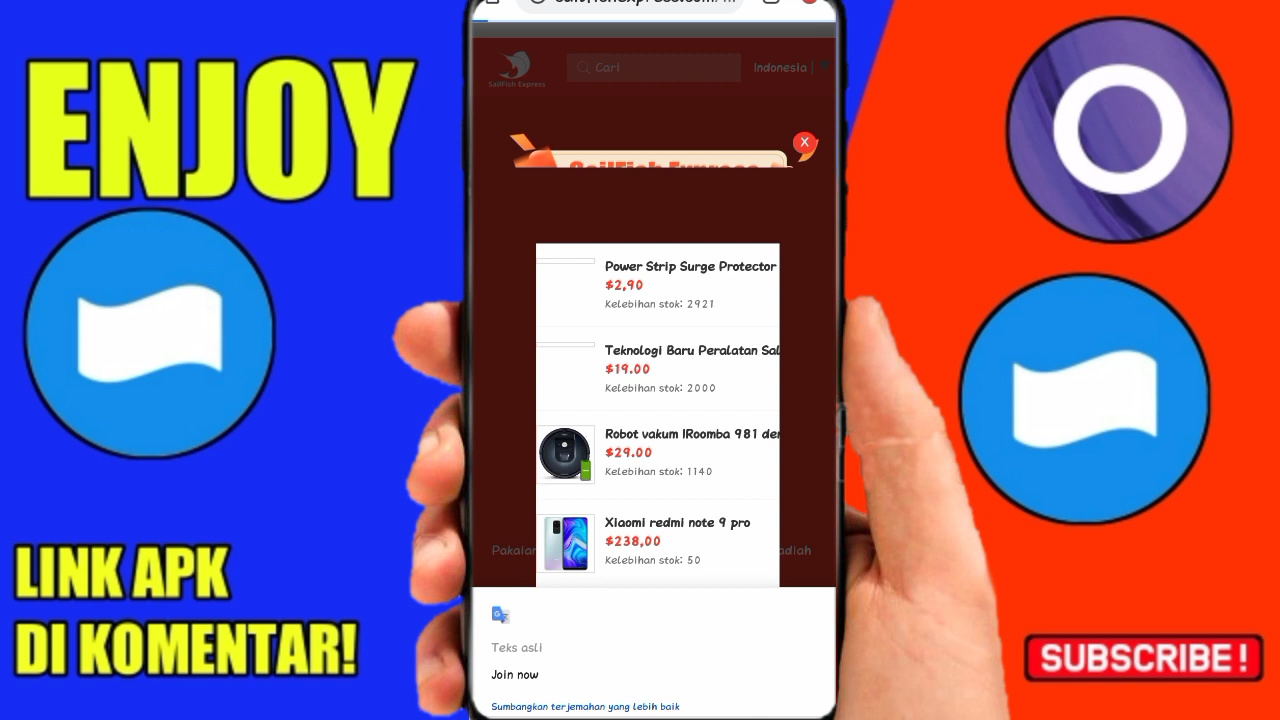 ENJOY
LINK APK
DI KOMENTAR!
SailFish Express
Cari
Indonesia |
X
SailFish Express
Power Strip Surge Protector
$2,90
Kelebihan stok: 2921
Teknologi Baru Peralatan Sal
$19.00
Kelebihan stok: 2000
Robot vakum IRoomba 981 den
$29.00
Kelebihan stok: 1140
Xiaomi redmi note 9 pro
$238,00
Kelebihan stok: 50
Pakaian
Teks asli
Join now
Sumbangkan terjemahan yang lebih baik
SUBSCRIBE !